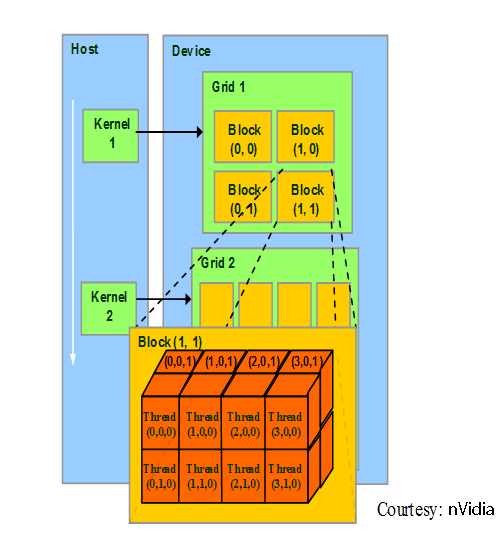 Host
Device
Grid 1
Kernel
1
Block
(0, 0)
Block
(1, 0)
Block
(0, 1)
Block
(1, 1)
Grid 2
Kernel
2
Block (1, 1)
(0,0,1) (1,0,1) (2,0,1) (3,0,1)
Thread
(0,0,0)
Thread
(1,0,0)
Thread
(2,0,0)
Thread
(3,0,0)
Thread
(0,1,0)
Thread
(1,1,0)
Thread
(2,1,0)
Thread
(3,1,0)
Courtesy: nVidia